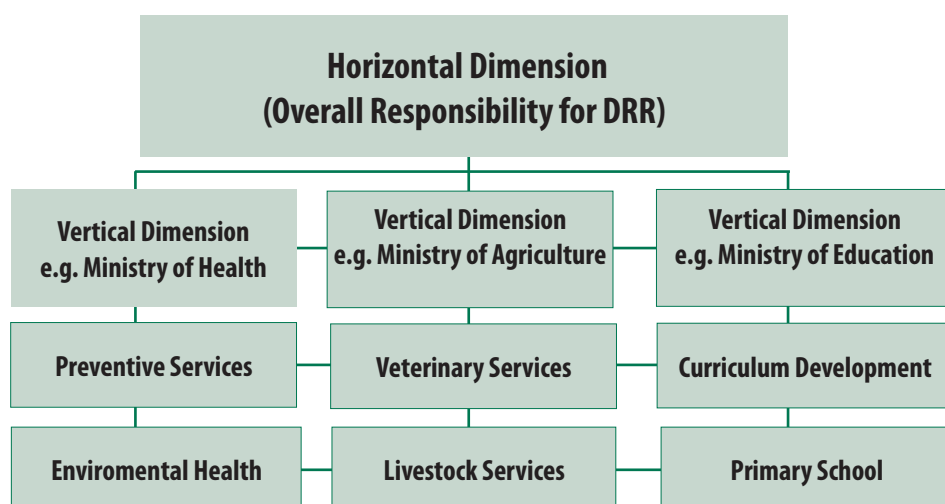 Horizontal Dimension
(Overall Responsibility for DRR)
Vertical Dimension
e.g. Ministry of Health
Vertical Dimension
e.g. Ministry of Agriculture
Vertical Dimension
e.g. Ministry of Education
Preventive Services
Veterinary Services
Curriculum Development
Enviromental Health
Livestock Services
Primary School